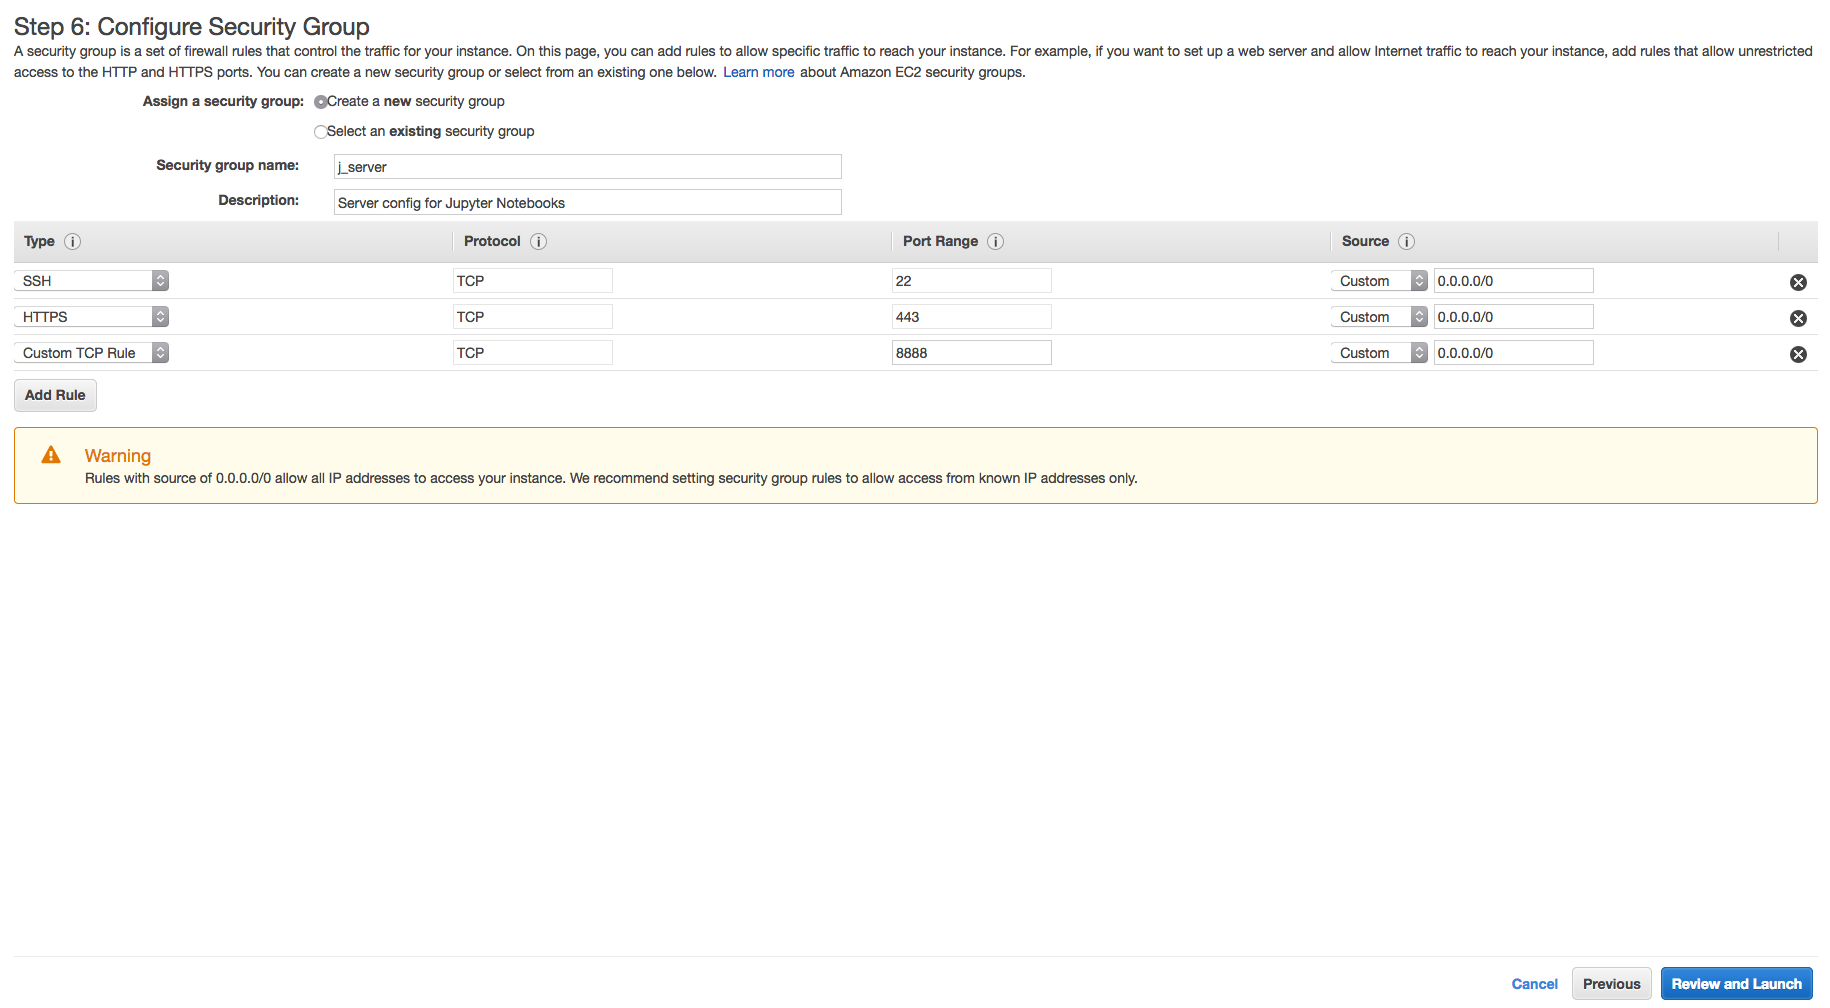 Step 6: Configure Security Group
A security group is a set of firewall rules that control the traffic for your instance. On this page, you can add rules to allow specific traffic to reach your instance. For example, if you want to set up a web server and allow Internet traffic to reach your instance, add rules that allow unrestricted
access to the HTTP and HTTPS ports. You can create a new security group or select from an existing one below. Learn more about Amazon EC2 security groups.
Assign a security group: Create a new security group
Select an existing security group
Security group name: j_server
Description: Server config for Jupyter Notebooks
Type i Protocol i Port Range i Source i
SSH TCP 22 Custom 0.0.0.0/0
HTTPS TCP 443 Custom 0.0.0.0/0
Custom TCP Rule TCP 8888 Custom 0.0.0.0/0
Add Rule
Warning
Rules with source of 0.0.0.0/0 allow all IP addresses to access your instance. We recommend setting security group rules to allow access from known IP addresses only.
Cancel Previous Review and Launch